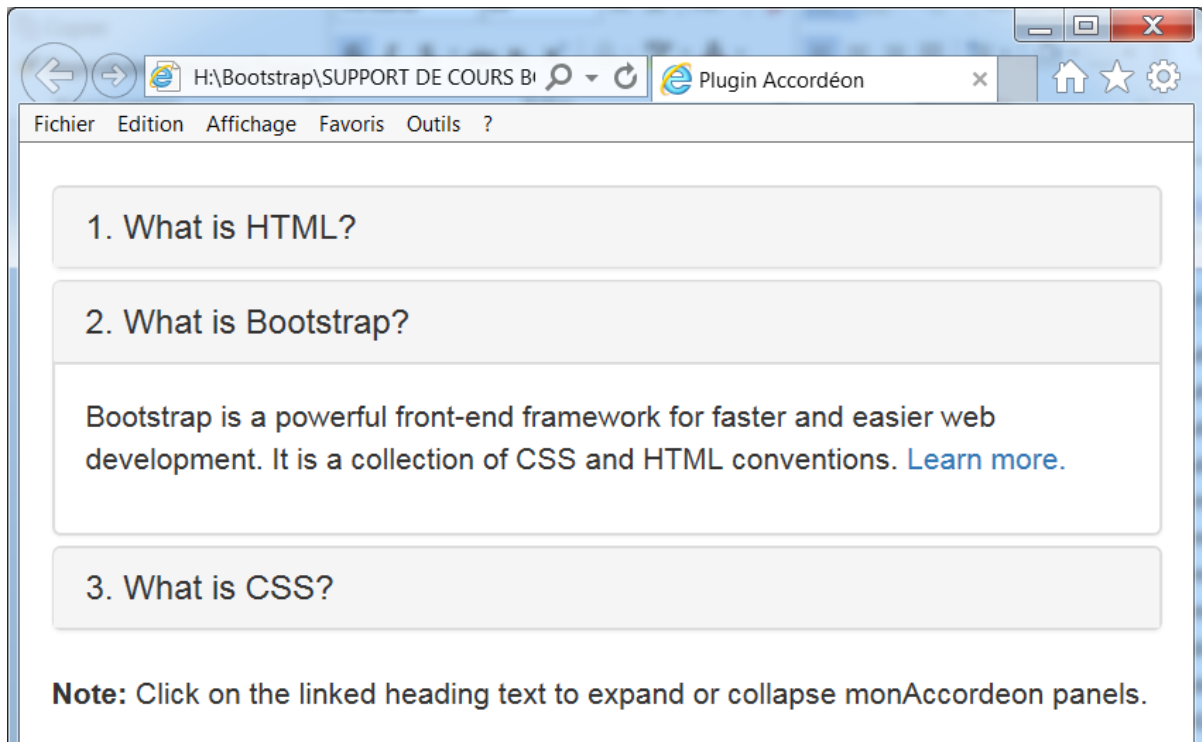 H:\Bootstrap\SUPPORT DE COURS B
Plugin Accordéon
Fichier Edition Affichage Favoris Outils ?
1. What is HTML?
2. What is Bootstrap?
Bootstrap is a powerful front-end framework for faster and easier web
development. It is a collection of CSS and HTML conventions. Learn more.
3. What is CSS?
Note: Click on the linked heading text to expand or collapse monAccordeon panels.